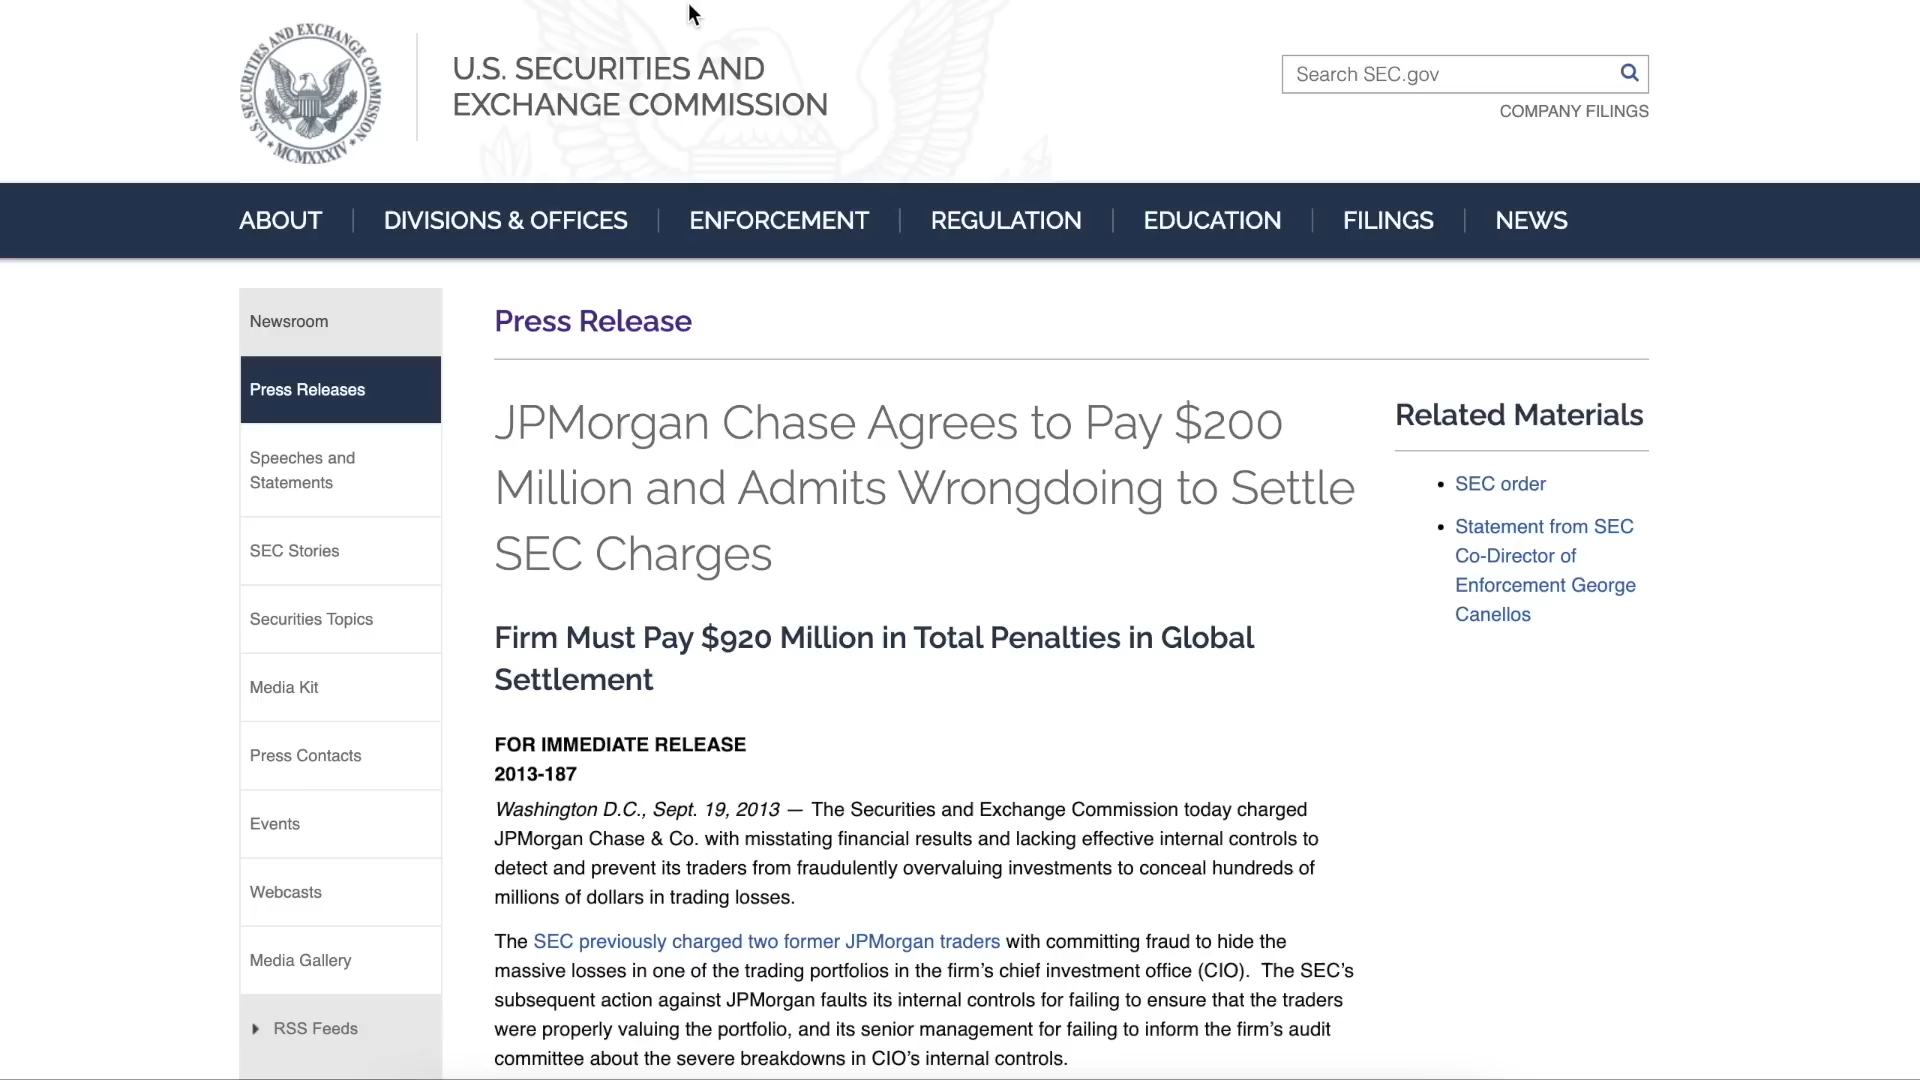 U.S. SECURITIES AND EXCHANGE COMMISSION
MCMXXXIV
U.S. SECURITIES AND
EXCHANGE COMMISSION
Search SEC.gov
COMPANY FILINGS
ABOUT
DIVISIONS & OFFICES
ENFORCEMENT
REGULATION
EDUCATION
FILINGS
NEWS
Newsroom
Press Releases
Speeches and
Statements
SEC Stories
Securities Topics
Media Kit
Press Contacts
Events
Webcasts
Media Gallery
RSS Feeds
Press Release
JPMorgan Chase Agrees to Pay $200
Million and Admits Wrongdoing to Settle
SEC Charges
Firm Must Pay $920 Million in Total Penalties in Global
Settlement
FOR IMMEDIATE RELEASE
2013-187
Washington D.C., Sept. 19, 2013 — The Securities and Exchange Commission today charged
JPMorgan Chase & Co. with misstating financial results and lacking effective internal controls to
detect and prevent its traders from fraudulently overvaluing investments to conceal hundreds of
millions of dollars in trading losses.
The SEC previously charged two former JPMorgan traders with committing fraud to hide the
massive losses in one of the trading portfolios in the firm’s chief investment office (CIO).  The SEC’s
subsequent action against JPMorgan faults its internal controls for failing to ensure that the traders
were properly valuing the portfolio, and its senior management for failing to inform the firm’s audit
committee about the severe breakdowns in CIO’s internal controls.
Related Materials
• SEC order
• Statement from SEC
Co-Director of
Enforcement George
Canellos